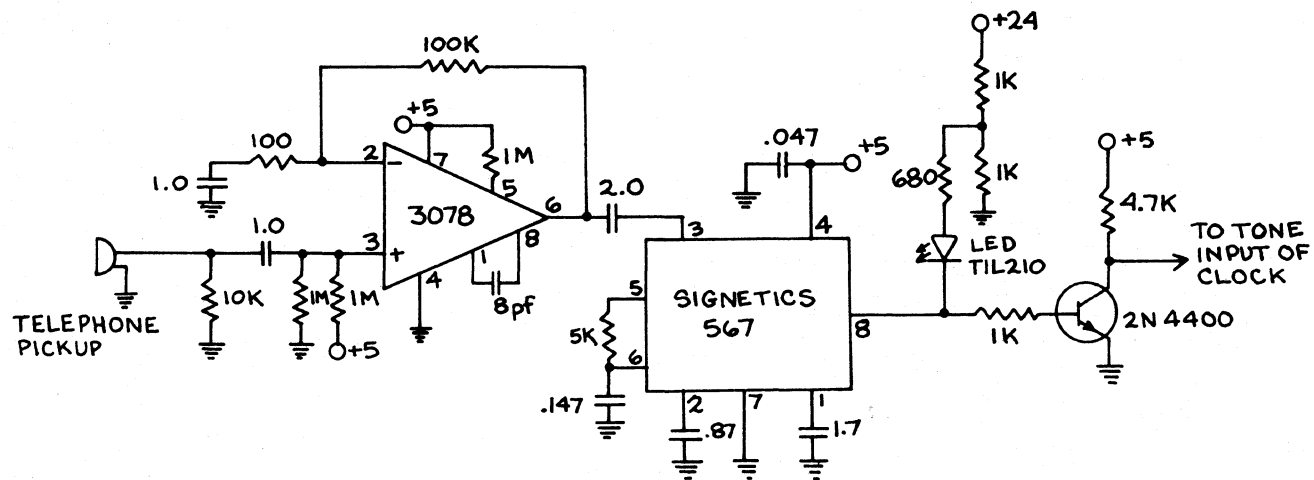 100K
+24
1K
+5
100
2
−
7
1M
5
1.0
3078
6
8
2.0
.047
+5
680
1K
+5
4.7K
1.0
3
+
1
4
8pf
10K
1M
1M
+5
TELEPHONE
PICKUP
3
4
5
SIGNETICS
567
5K
6
8
.147
2
.87
7
1
1.7
LED
TIL210
1K
2N4400
TO TONE
INPUT OF
CLOCK